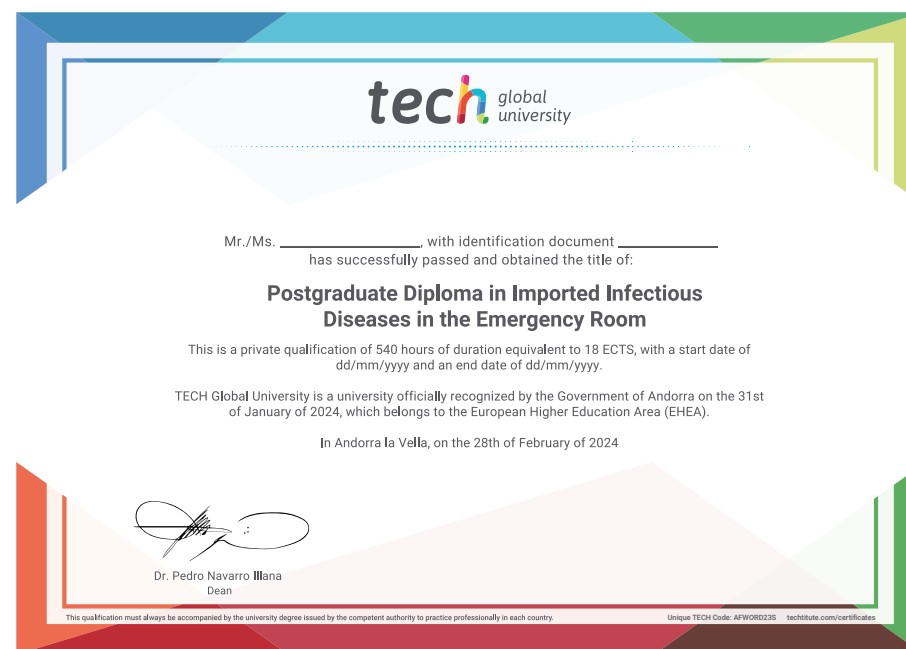 tech global university
Mr./Ms. ____________________, with identification document ______________
has successfully passed and obtained the title of:
Postgraduate Diploma in Imported Infectious
Diseases in the Emergency Room
This is a private qualification of 540 hours of duration equivalent to 18 ECTS, with a start date of
dd/mm/yyyy and an end date of dd/mm/yyyy.
TECH Global University is a university officially recognized by the Government of Andorra on the 31st
of January of 2024, which belongs to the European Higher Education Area (EHEA).
In Andorra la Vella, on the 28th of February of 2024
Dr. Pedro Navarro Illana
Dean
This qualification must always be accompanied by the university degree issued by the competent authority to practice professionally in each country.
Unique TECH Code: AFWORD23S techtitute.com/certificates